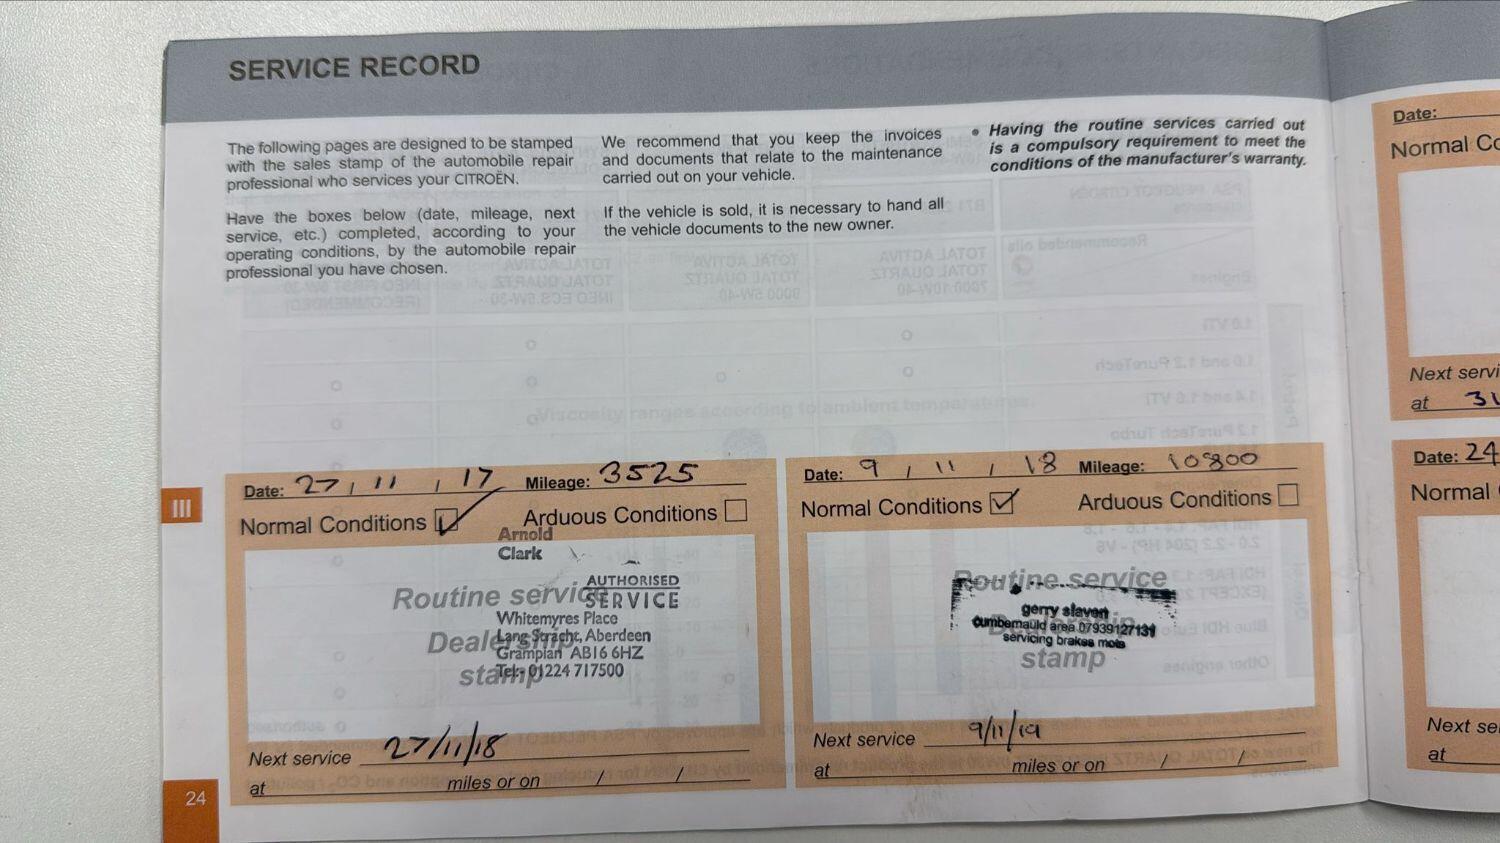 SERVICE RECORD
The following pages are designed to be stamped
with the sales stamp of the automobile repair
professional who services your CITROËN.
Have the boxes below (date, mileage, next
service, etc.) completed, according to your
operating conditions, by the automobile repair
professional you have chosen.
We recommend that you keep the invoices
and documents that relate to the maintenance
carried out on your vehicle.
If the vehicle is sold, it is necessary to hand all
the vehicle documents to the new owner.
• Having the routine services carried out
is a compulsory requirement to meet the
conditions of the manufacturer's warranty.
III
Date: 27 / 11 / 17 Mileage: 3525
Normal Conditions Arduous Conditions
Arnold
Clark
AUTHORISED
SERVICE
Whitemyres Place
Lang Stracht, Aberdeen
Grampian AB16 6HZ
Tel:- 01224 717500
Routine service
Dealership
stamp
Next service 27/11/18
at miles or on / /
Date: 9 / 11 / 18 Mileage: 10800
Normal Conditions Arduous Conditions
Routine service
Dealership
stamp
gerry slaven
cumbernauld area 07939127131
servicing brakes mots
Next service 9/11/19
at miles or on / /
24
Date:
Normal Co
Next servi
at 31
Date: 24
Normal
Next se
at